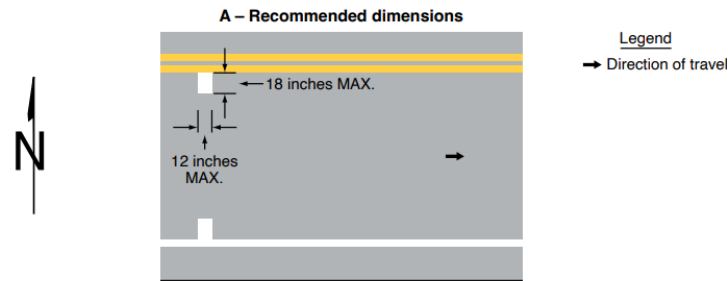 A – Recommended dimensions
Legend
Direction of travel
18 inches MAX.
12 inches
MAX.
N